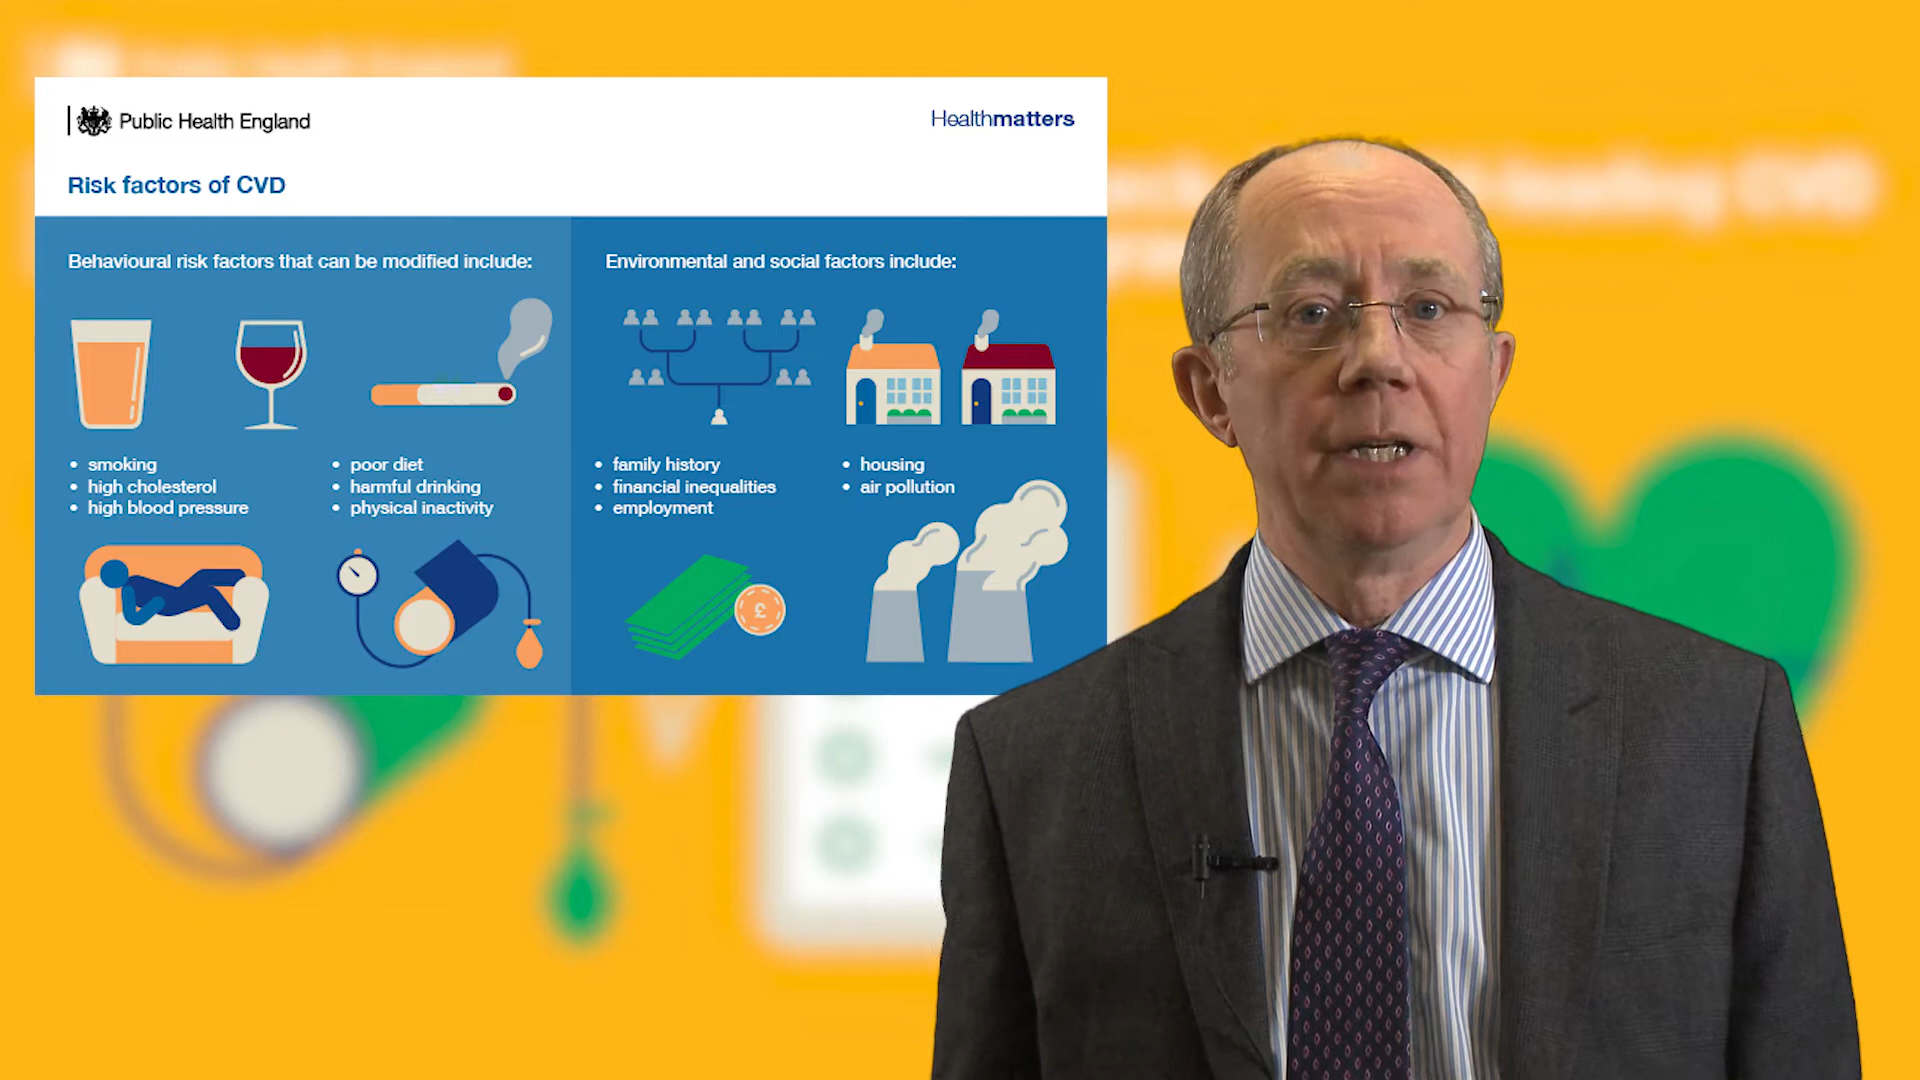 Public Health England
Healthmatters
Risk factors of CVD
Behavioural risk factors that can be modified include:
• smoking
• high cholesterol
• high blood pressure
• poor diet
• harmful drinking
• physical inactivity
Environmental and social factors include:
• family history
• financial inequalities
• employment
• housing
• air pollution
£
leading CVD